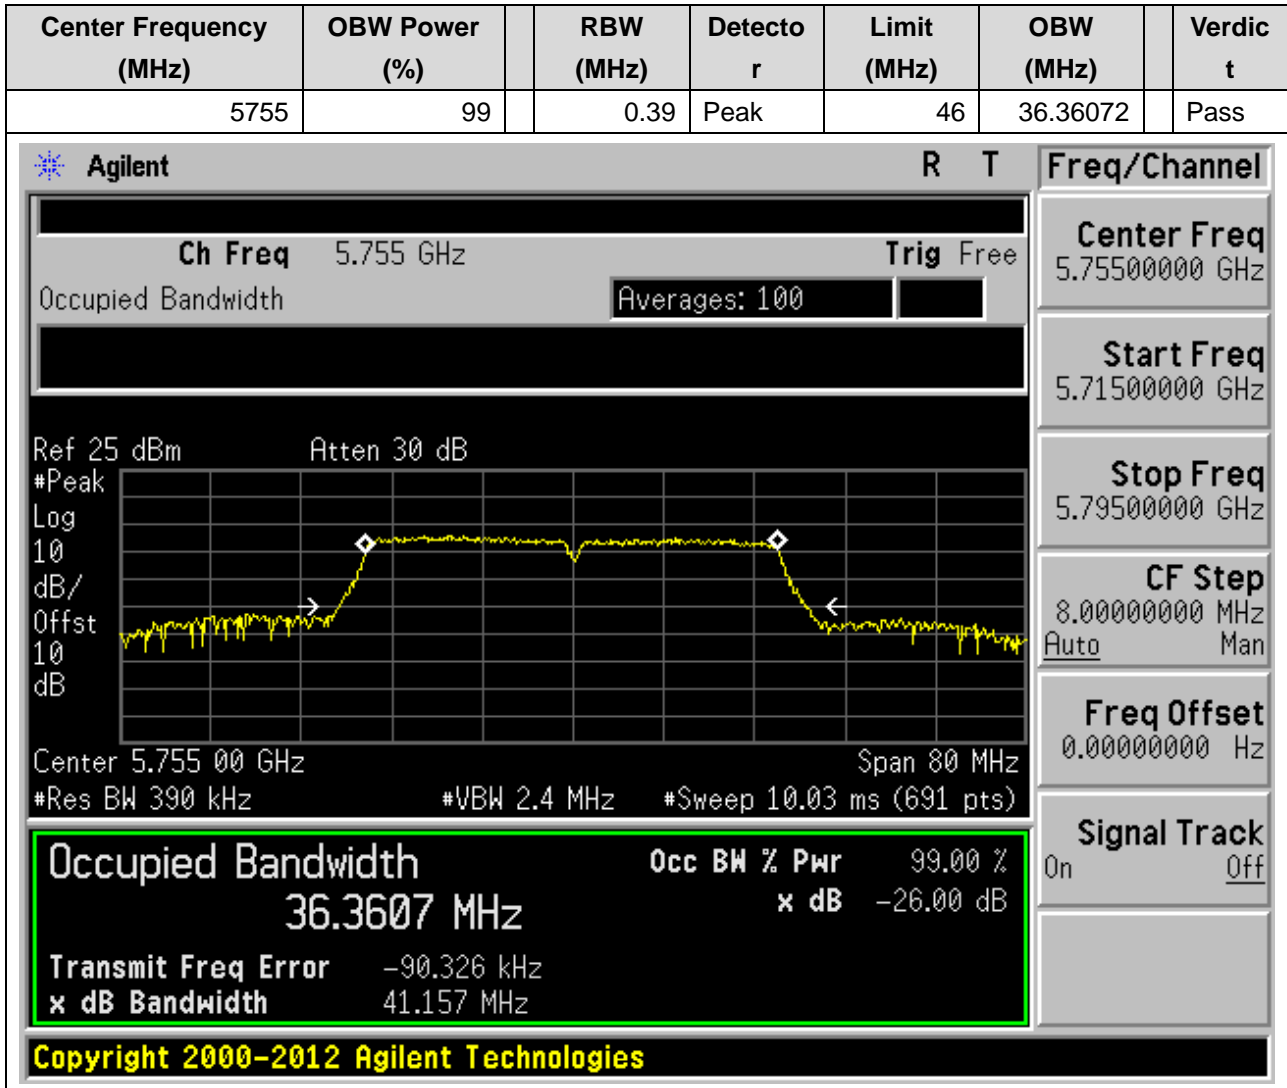 Center Frequency OBW Power RBW Detecto Limit OBW Verdic
(MHz) (%) (MHz) r (MHz) (MHz) t
5755 99 0.39 Peak 46 36.36072 Pass
Agilent R T Freq/Channel
Ch Freq 5.755 GHz Trig Free
Occupied Bandwidth Averages: 100
Center Freq
5.75500000 GHz
Start Freq
5.71500000 GHz
Stop Freq
5.79500000 GHz
CF Step
8.00000000 MHz
Auto Man
Freq Offset
0.00000000 Hz
Signal Track
On Off
Ref 25 dBm Atten 30 dB
#Peak
Log
10
dB/
Offst
10
dB
Center 5.755 00 GHz Span 80 MHz
#Res BW 390 kHz #VBW 2.4 MHz #Sweep 10.03 ms (691 pts)
Occupied Bandwidth Occ BW % Pwr 99.00 %
36.3607 MHz x dB -26.00 dB
Transmit Freq Error -90.326 kHz
x dB Bandwidth 41.157 MHz
Copyright 2000-2012 Agilent Technologies